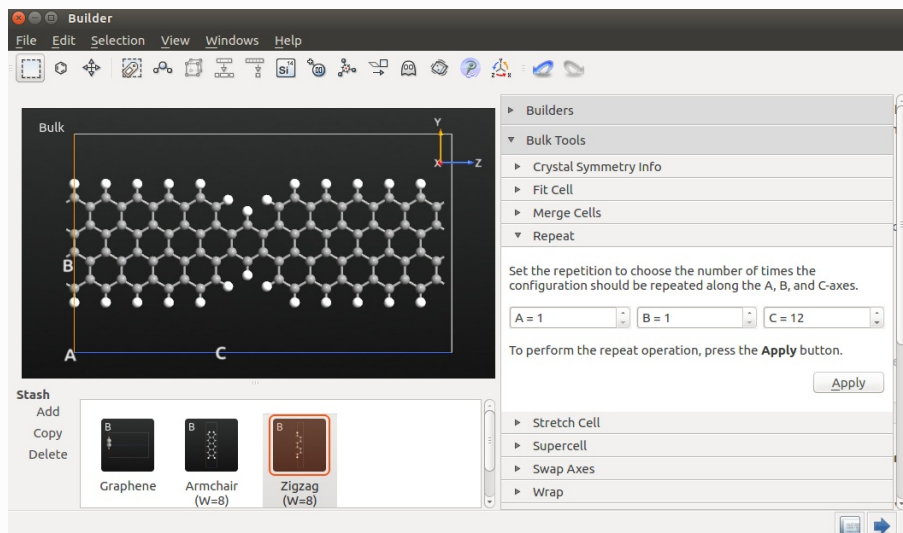 Builder
File Edit Selection View Windows Help
Si 14
Bulk
Y
X
Z
B
A
C
Builders
Bulk Tools
Crystal Symmetry Info
Fit Cell
Merge Cells
Repeat
Set the repetition to choose the number of times the
configuration should be repeated along the A, B, and C-axes.
A = 1 B = 1 C = 12
To perform the repeat operation, press the Apply button.
Apply
Stretch Cell
Supercell
Swap Axes
Wrap
Stash
Add
Copy
Delete
B
B
B
Graphene
Armchair
(W=8)
Zigzag
(W=8)